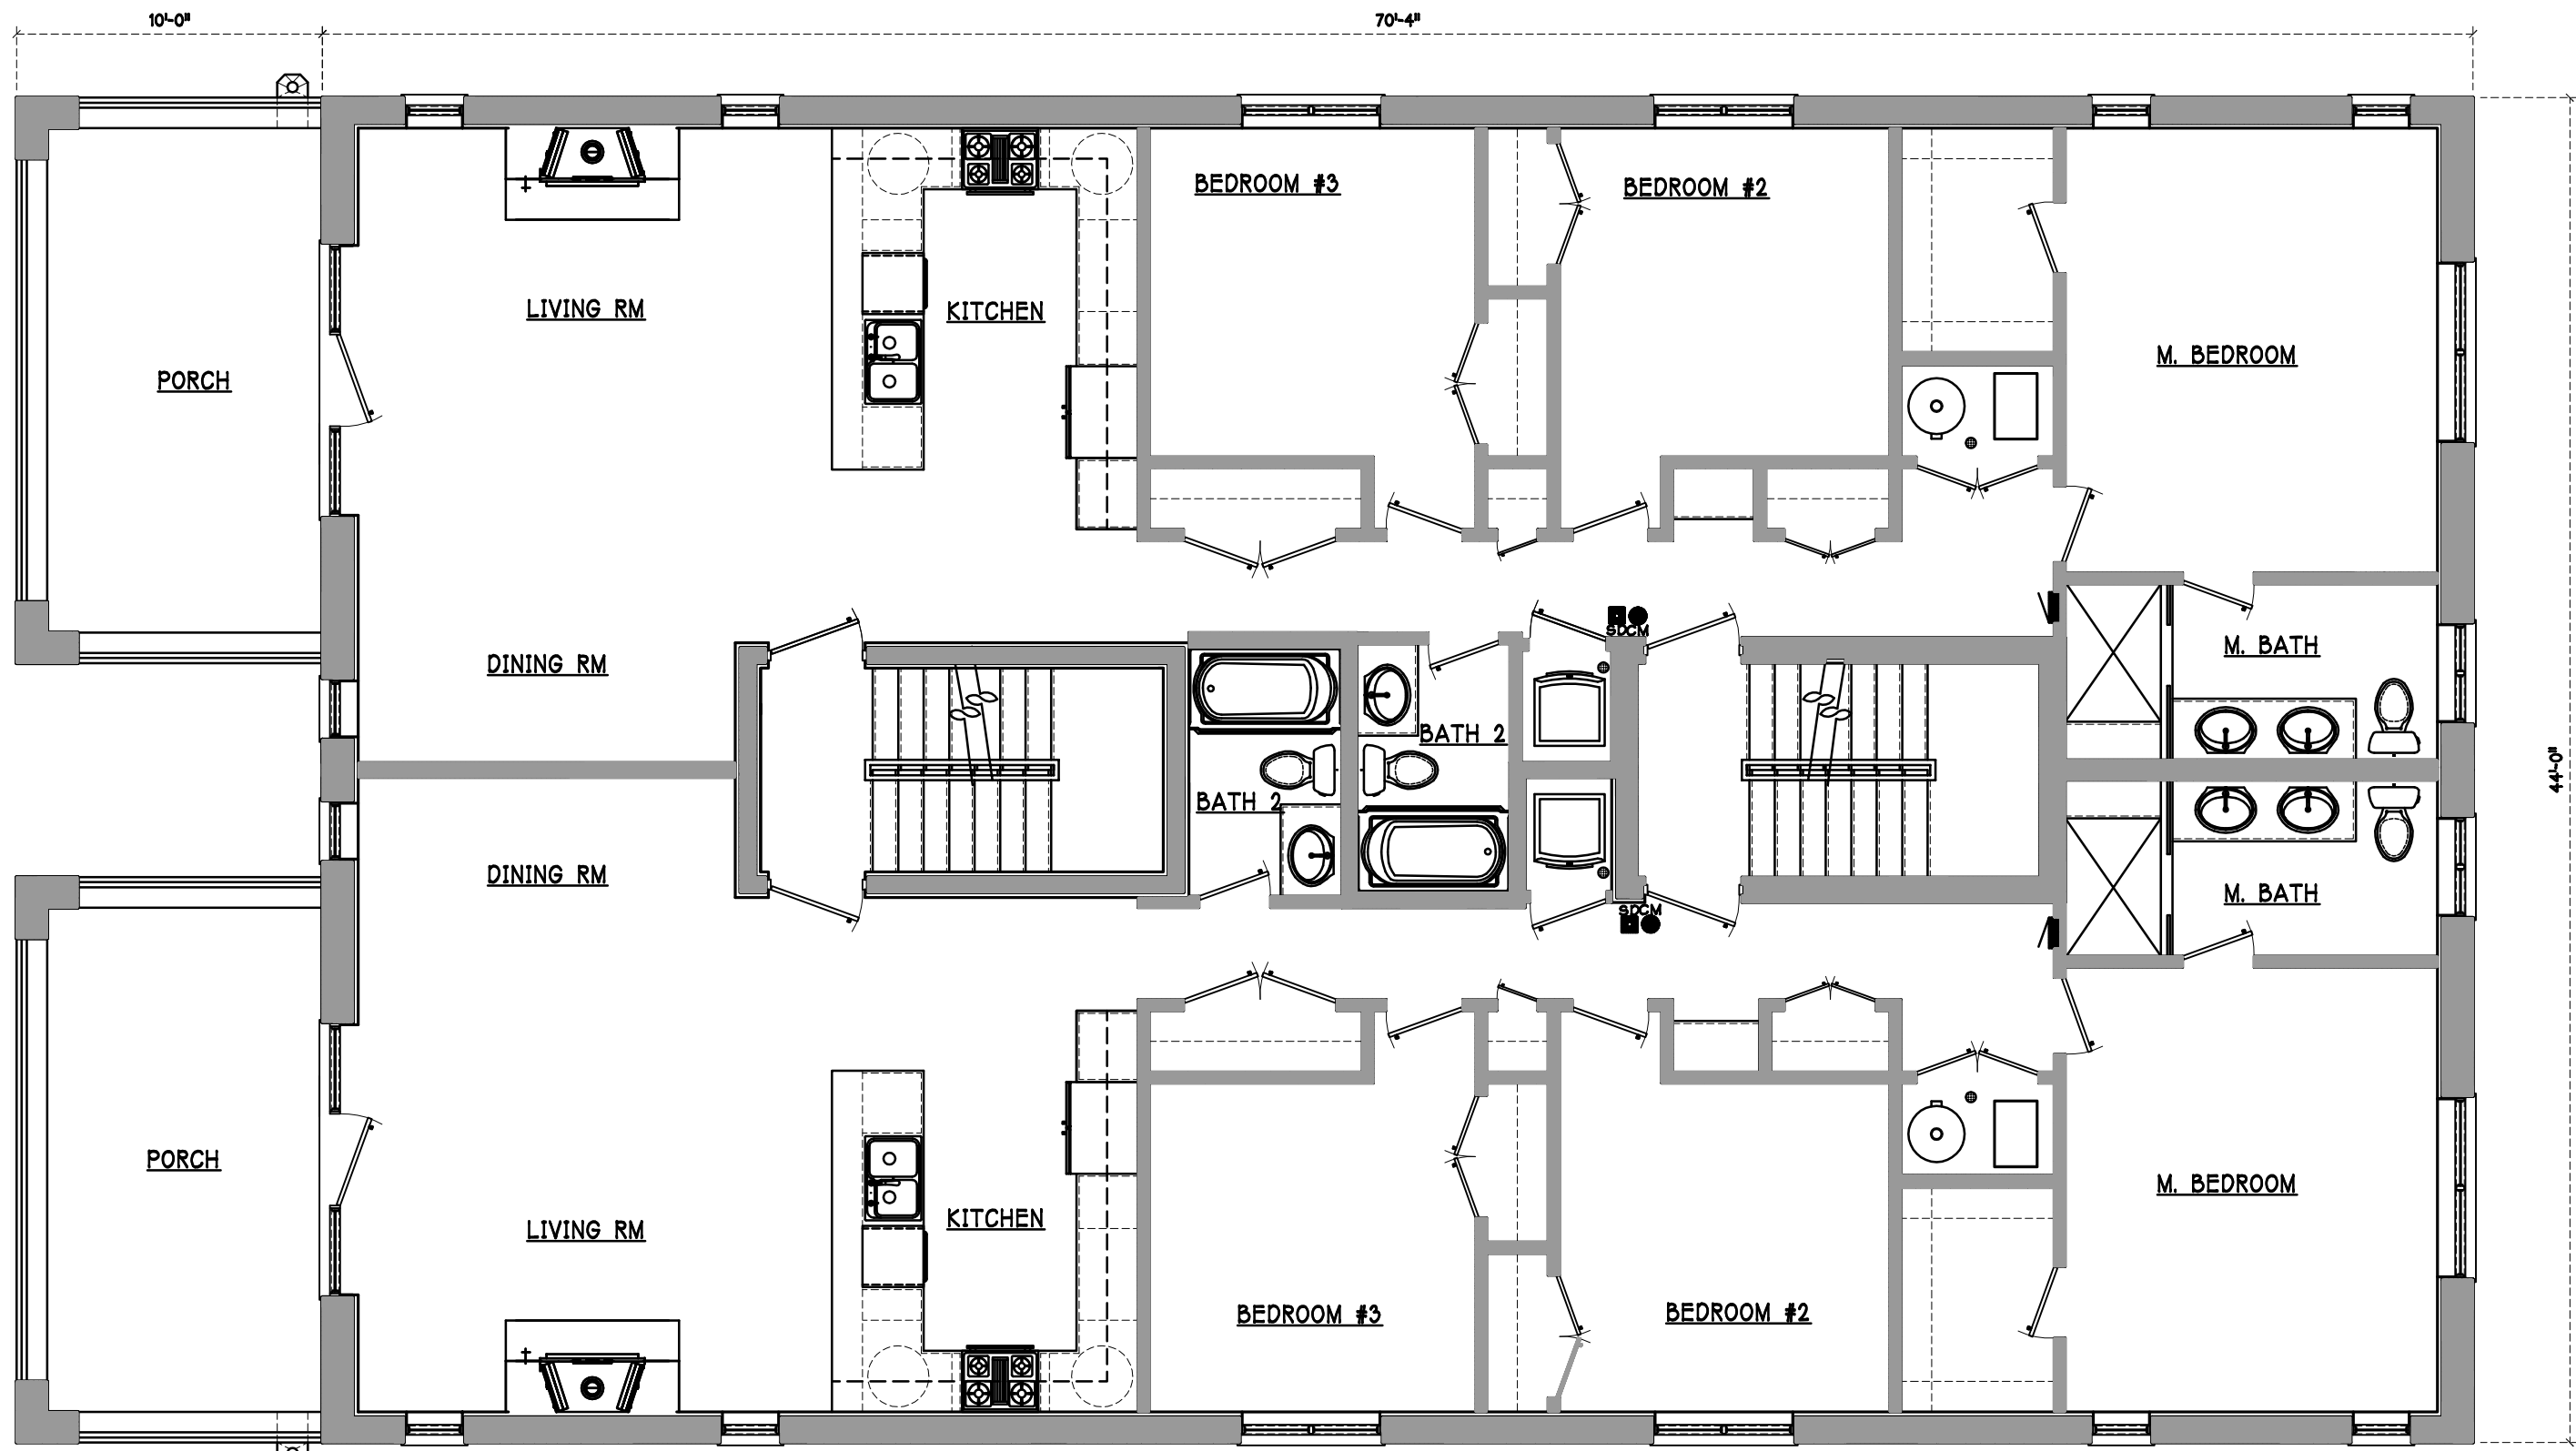 10'-0"
70'-4"
BEDROOM #3
BEDROOM #2
LIVING RM
KITCHEN
M. BEDROOM
PORCH
SDCM
DINING RM
M. BATH
BATH 2
44'-0"
BATH 2
DINING RM
M. BATH
SDCM
PORCH
M. BEDROOM
LIVING RM
KITCHEN
BEDROOM #3
BEDROOM #2